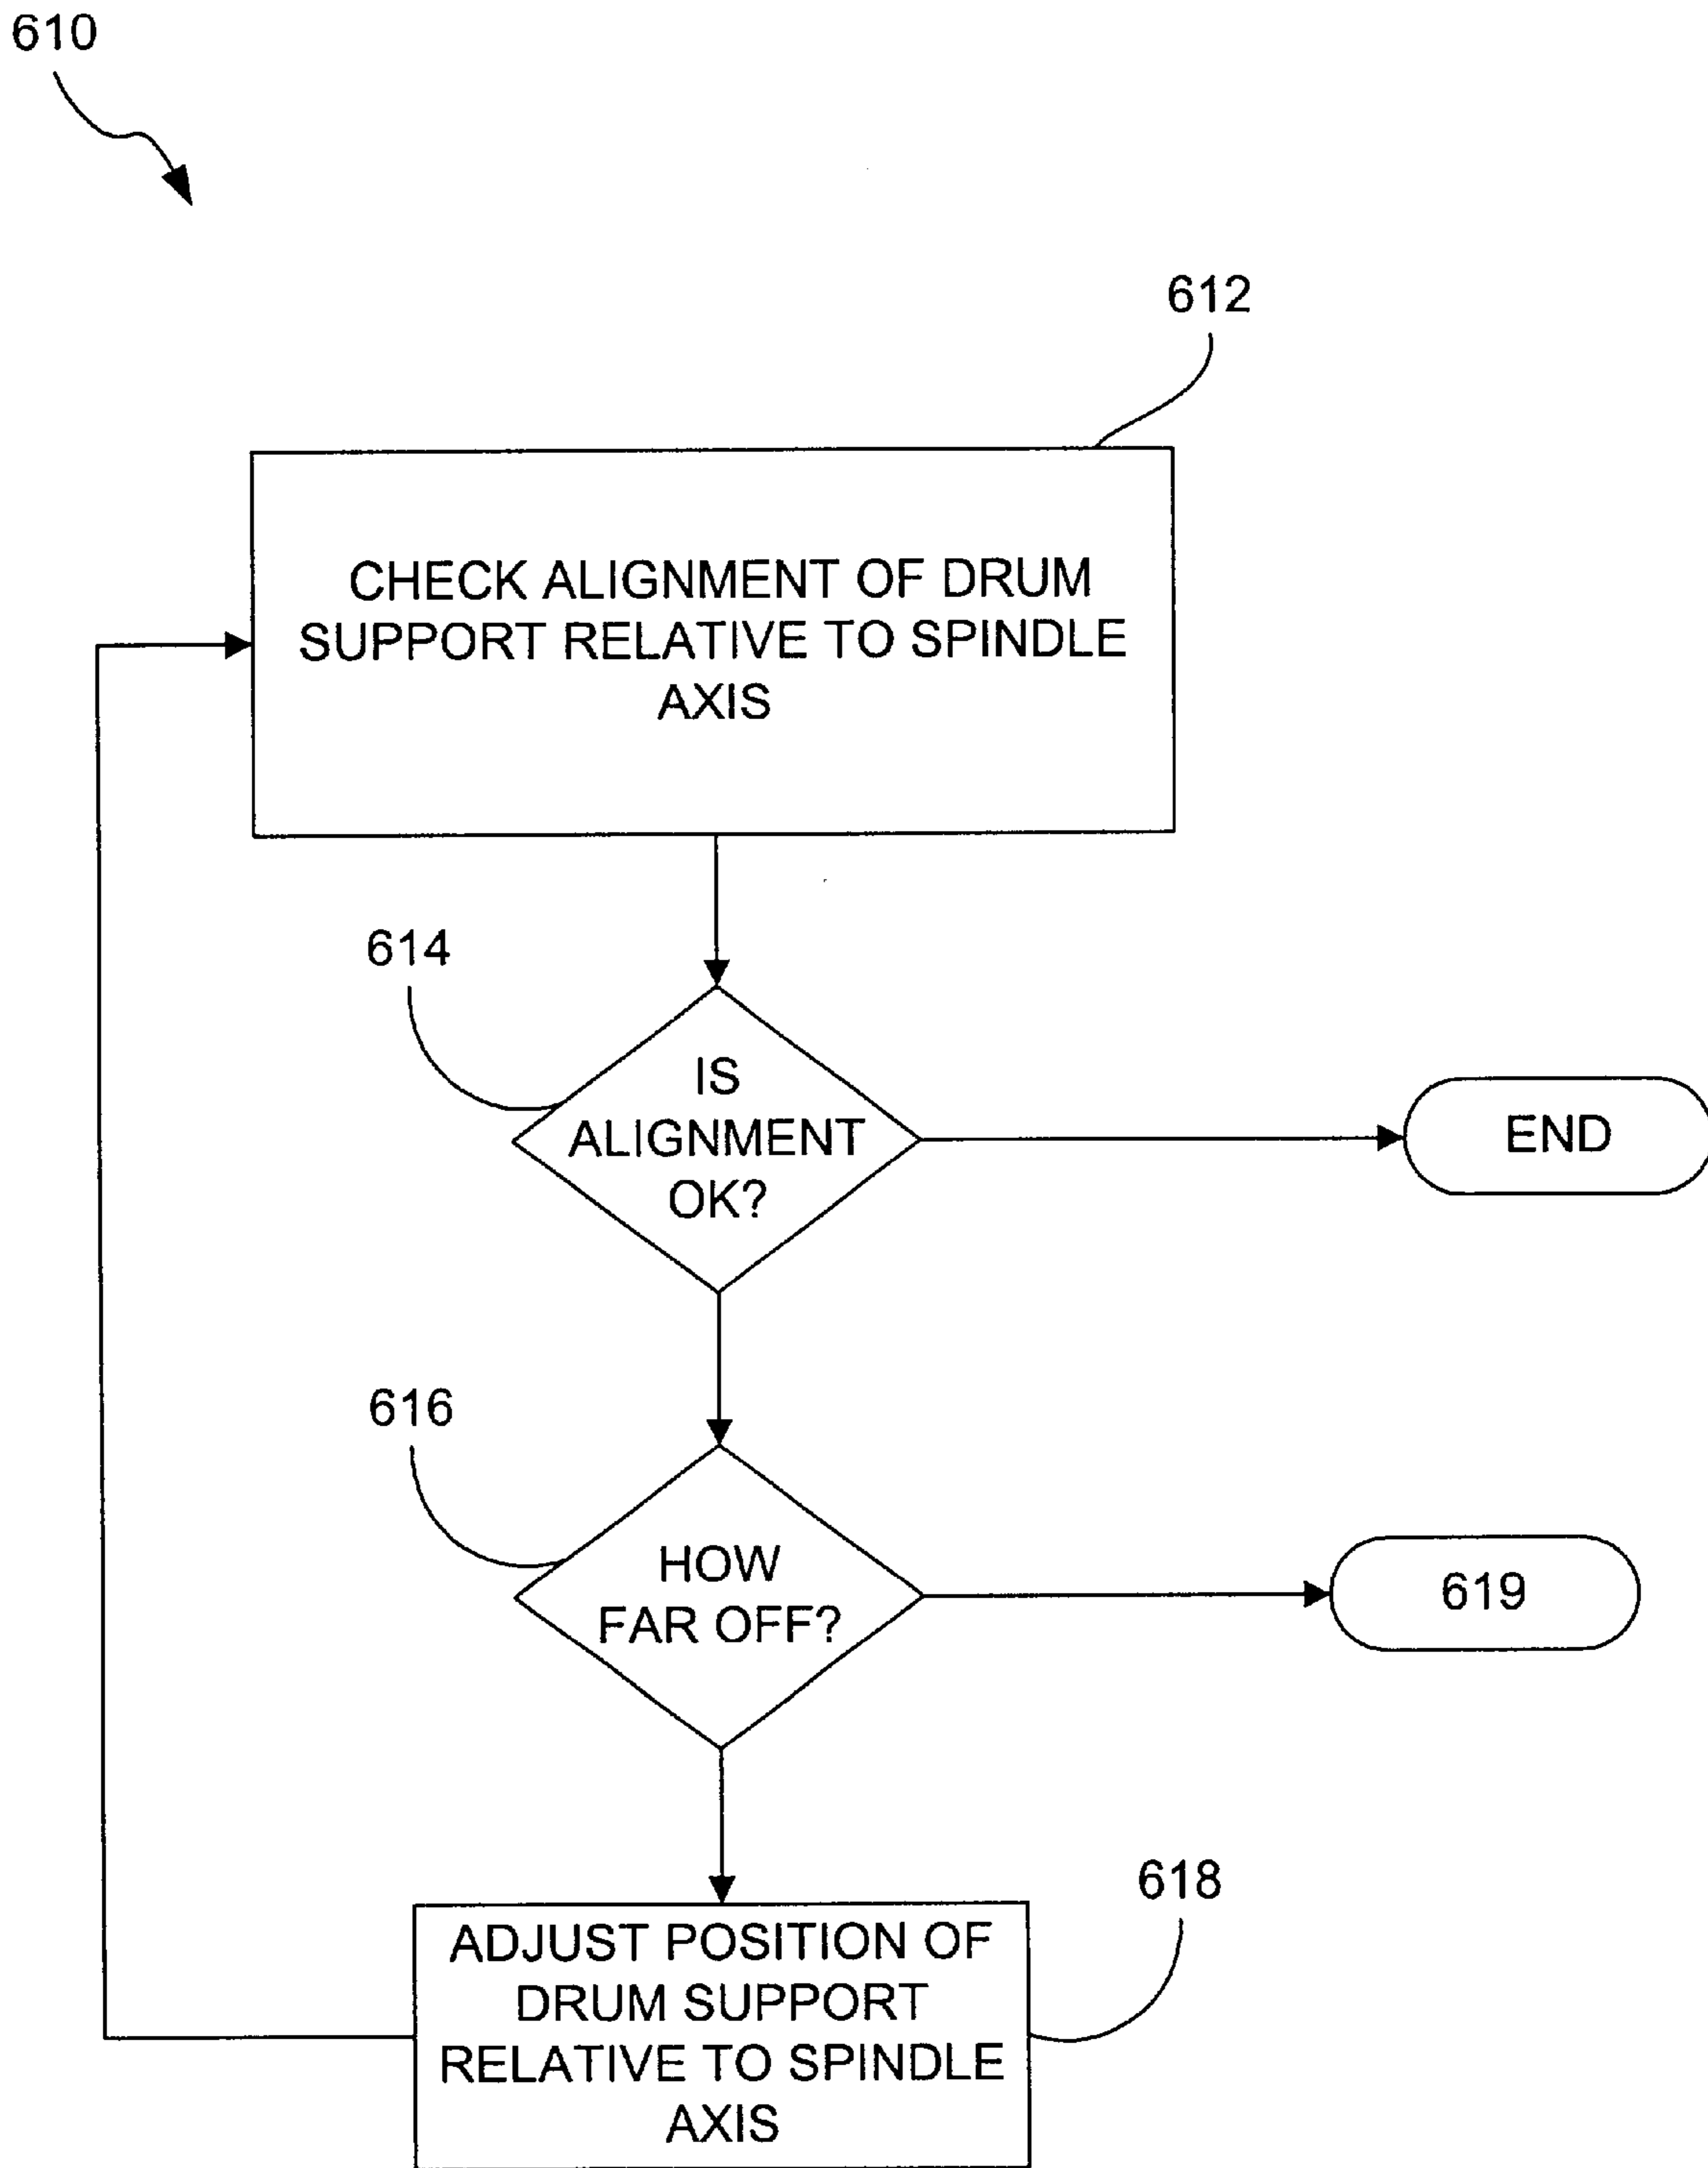 610
612
CHECK ALIGNMENT OF DRUM
SUPPORT RELATIVE TO SPINDLE
AXIS
614
IS
ALIGNMENT
OK?
END
616
HOW
FAR OFF?
619
618
ADJUST POSITION OF
DRUM SUPPORT
RELATIVE TO SPINDLE
AXIS